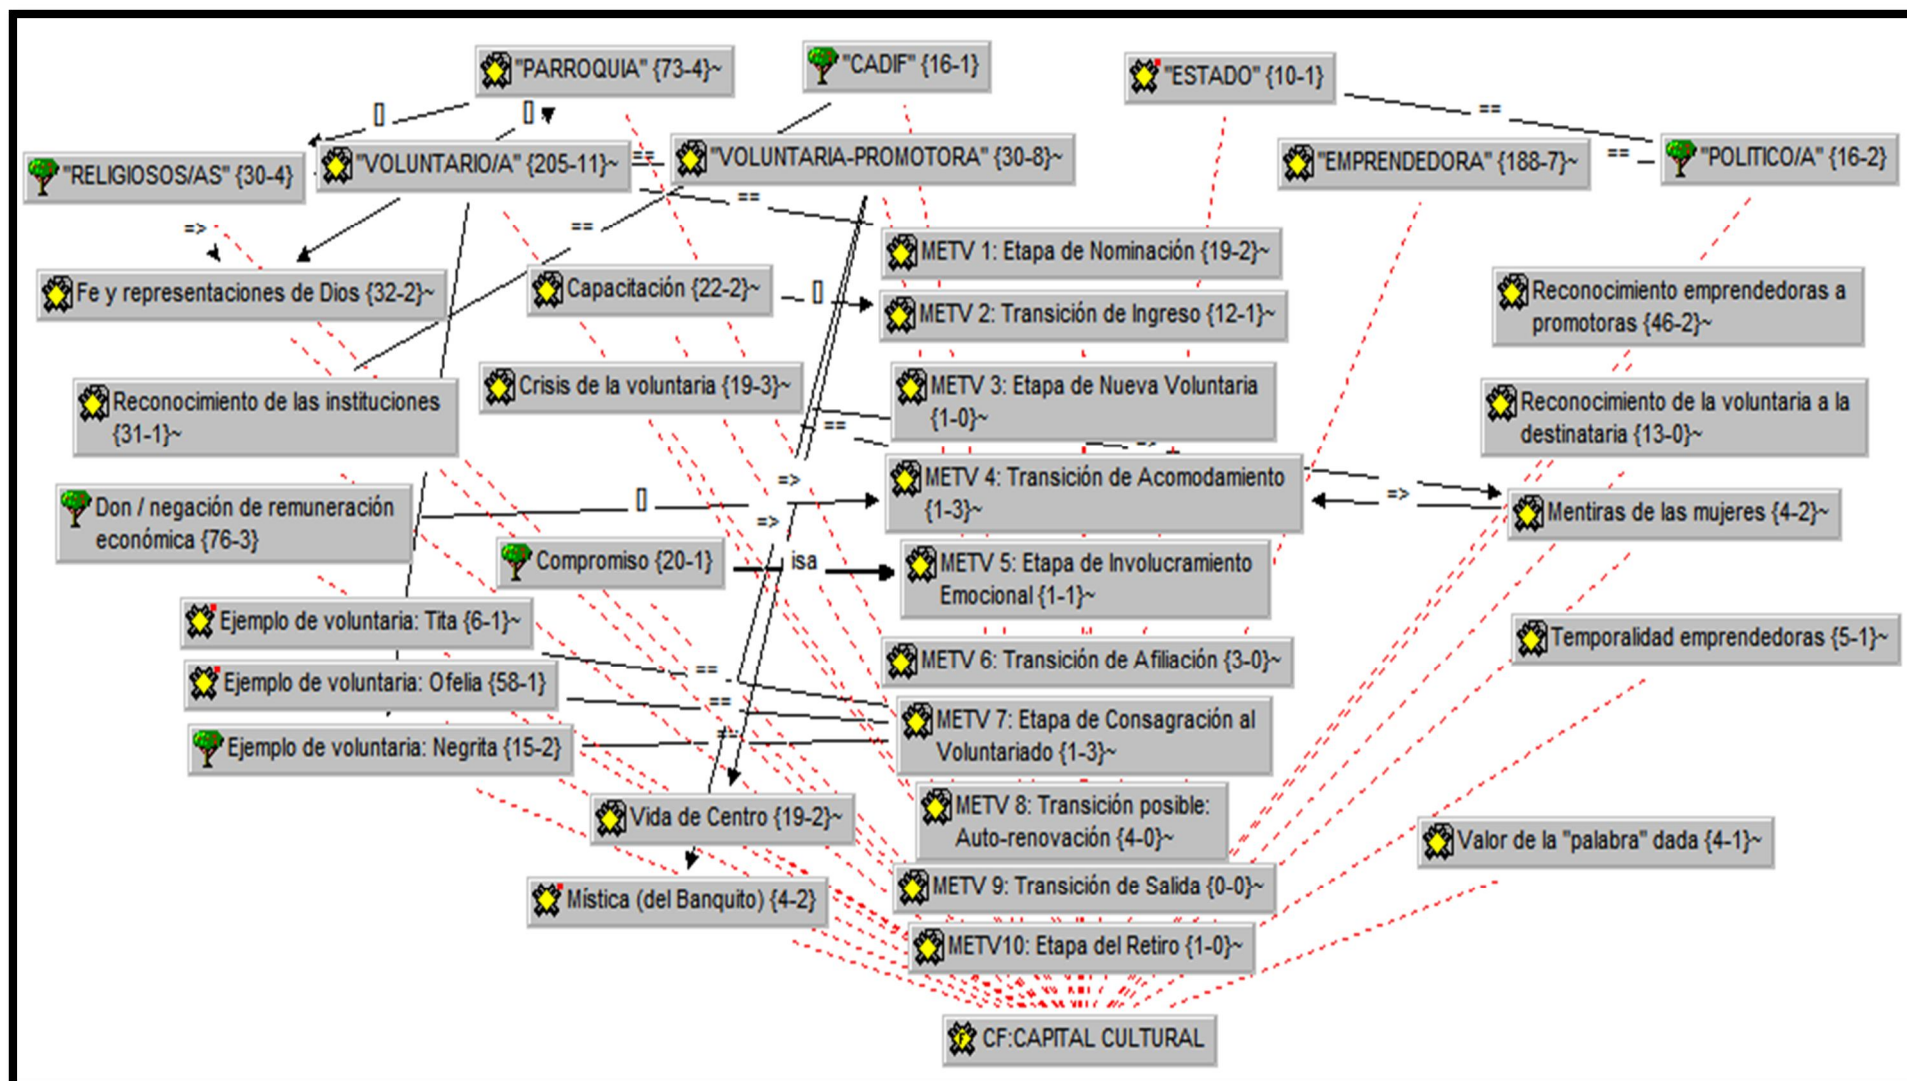 "PARROQUIA" {73-4}~
"CADIF" {16-1}
"ESTADO" {10-1}
[]
[]
==
"RELIGIOSOS/AS" {30-4}
"VOLUNTARIO/A" {205-11}~
==
"VOLUNTARIA-PROMOTORA" {30-8}~
"EMPRENDEDORA" {188-7}~
==
"POLITICO/A" {16-2}
=>
==
==
METV 1: Etapa de Nominación {19-2}~
Fe y representaciones de Dios {32-2}~
Capacitación {22-2}~
[]
METV 2: Transición de Ingreso {12-1}~
Reconocimiento emprendedoras a
promotoras {46-2}~
Crisis de la voluntaria {19-3}~
METV 3: Etapa de Nueva Voluntaria
{1-0}~
Reconocimiento de las instituciones
{31-1}~
Reconocimiento de la voluntaria a la
destinataria {13-0}~
==
=>
METV 4: Transición de Acomodamiento
{1-3}~
=>
=>
Mentiras de las mujeres {4-2}~
Don / negación de remuneración
económica {76-3}
[]
=>
Compromiso {20-1}
isa
METV 5: Etapa de Involucramiento
Emocional {1-1}~
Ejemplo de voluntaria: Tita {6-1}~
Temporalidad emprendedoras {5-1}~
==
METV 6: Transición de Afiliación {3-0}~
Ejemplo de voluntaria: Ofelia {58-1}
==
METV 7: Etapa de Consagración al
Voluntariado {1-3}~
Ejemplo de voluntaria: Negrita {15-2}
==
Vida de Centro {19-2}~
METV 8: Transición posible:
Auto-renovación {4-0}~
Valor de la "palabra" dada {4-1}~
Mística (del Banquito) {4-2}
METV 9: Transición de Salida {0-0}~
METV10: Etapa del Retiro {1-0}~
CF:CAPITAL CULTURAL